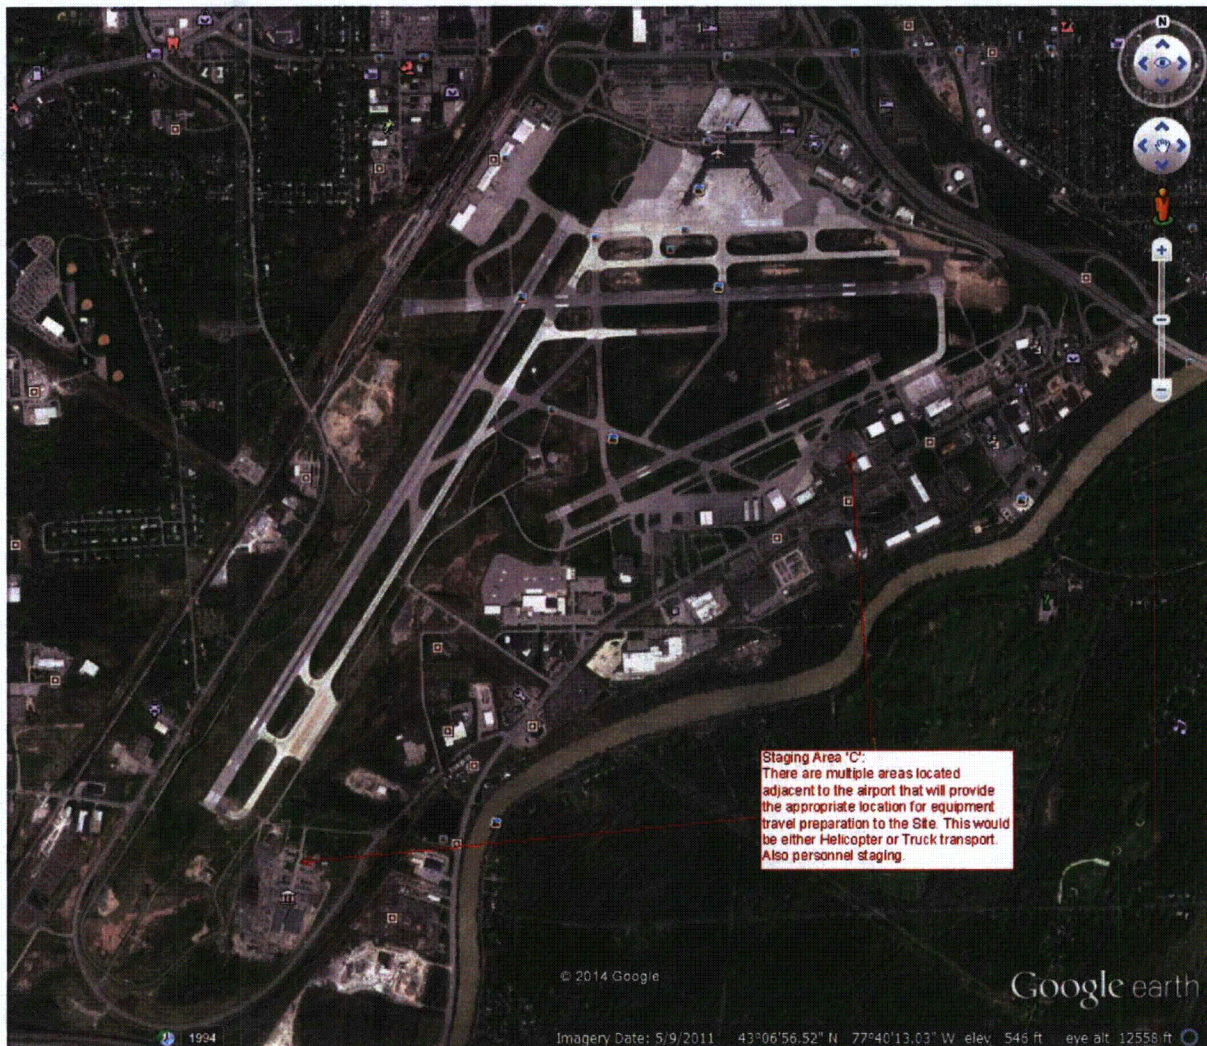 N
Staging Area 'C':
There are multiple areas located
adjacent to the airport that will provide
the appropriate location for equipment
travel preparation to the Site. This would
be either Helicopter or Truck transport.
Also personnel staging.
© 2014 Google
Google earth
1994
Imagery Date: 5/9/2011 43°06'56.52" N 77°40'13.03" W elev 546 ft eye alt 12558 ft